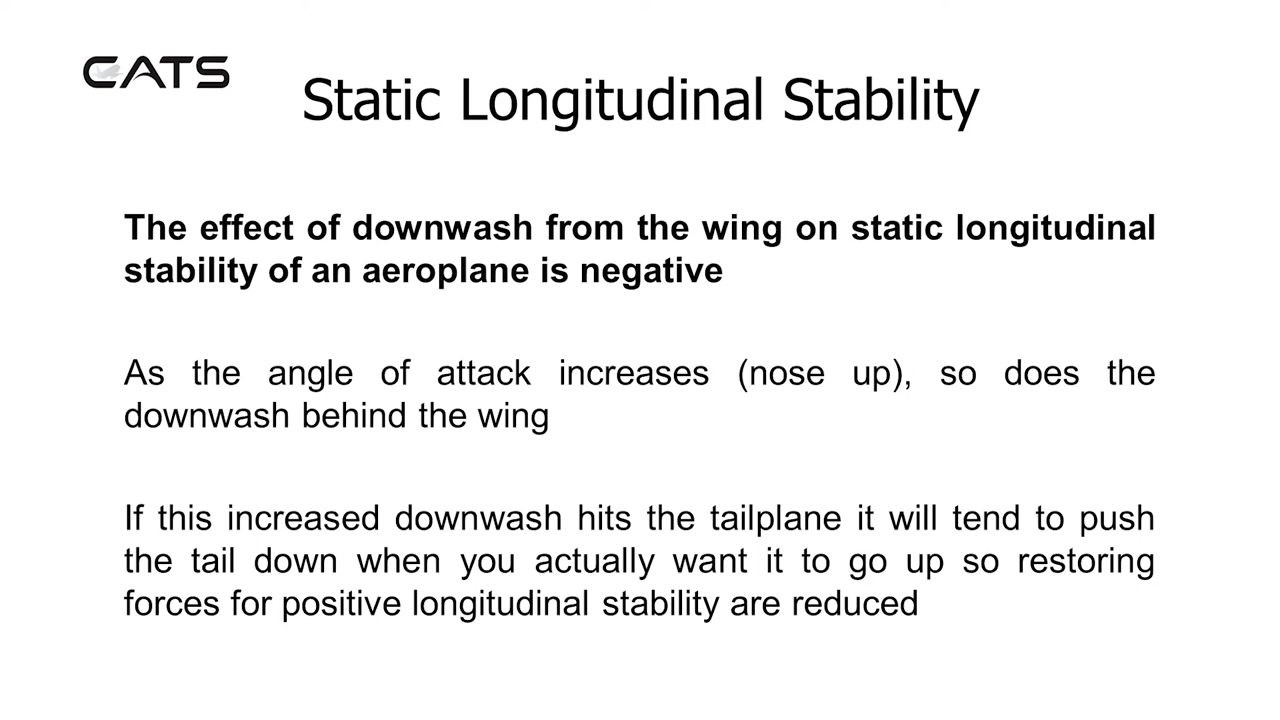 CATS
Static Longitudinal Stability
The effect of downwash from the wing on static longitudinal
stability of an aeroplane is negative
As the angle of attack increases (nose up), so does the
downwash behind the wing
If this increased downwash hits the tailplane it will tend to push
the tail down when you actually want it to go up so restoring
forces for positive longitudinal stability are reduced